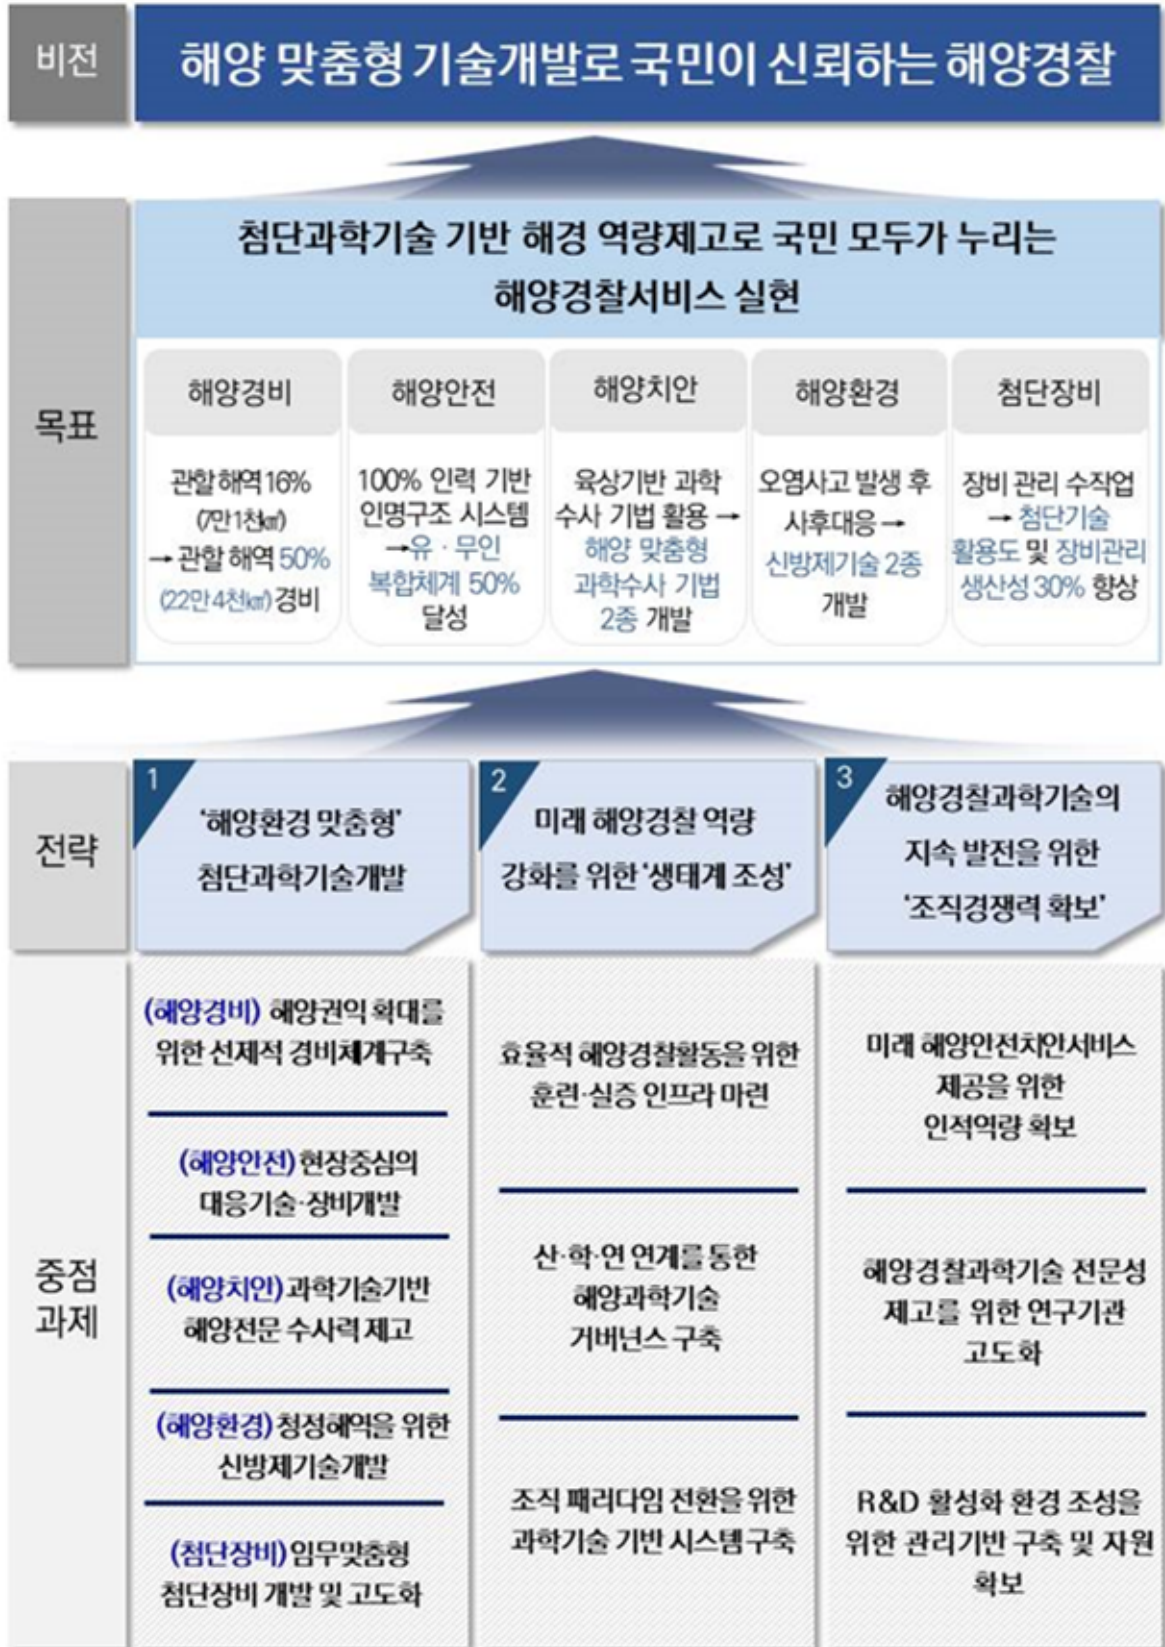 비전
해양 맞춤형 기술개발로 국민이 신뢰하는 해양경찰
목표
첨단과학기술 기반 해경 역량제고로 국민 모두가 누리는
해양경찰서비스 실현
해양경비
관할 해역 16%
(7만 1천㎢)
→ 관할 해역 50%
(22만 4천㎢) 경비
해양안전
100% 인력 기반
인명구조 시스템
→유 · 무인
복합체계 50%
달성
해양치안
육상기반 과학
수사 기법 활용 →
해양 맞춤형
과학수사 기법
2종 개발
해양환경
오염사고 발생 후
사후대응 →
신방제기술 2종
개발
첨단장비
장비 관리 수작업
→ 첨단기술
활용도 및 장비관리
생산성 30% 향상
전략
1
'해양환경 맞춤형'
첨단과학기술개발
2
미래 해양경찰 역량
강화를 위한 '생태계 조성'
3
해양경찰과학기술의
지속 발전을 위한
'조직경쟁력 확보'
중점
과제
(해양경비) 해양권익 확대를
위한 선제적 경비체계구축
(해양안전) 현장중심의
대응기술·장비개발
(해양치안) 과학기술기반
해양전문 수사력 제고
(해양환경) 청정해역을 위한
신방제기술개발
(첨단장비) 임무맞춤형
첨단장비 개발 및 고도화
효율적 해양경찰활동을 위한
훈련·실증 인프라 마련
산·학·연 연계를 통한
해양과학기술
거버넌스 구축
조직 패러다임 전환을 위한
과학기술 기반 시스템 구축
미래 해양안전치안서비스
제공을 위한
인적역량 확보
해양경찰과학기술 전문성
제고를 위한 연구기관
고도화
R&D 활성화 환경 조성을
위한 관리기반 구축 및 자원
확보